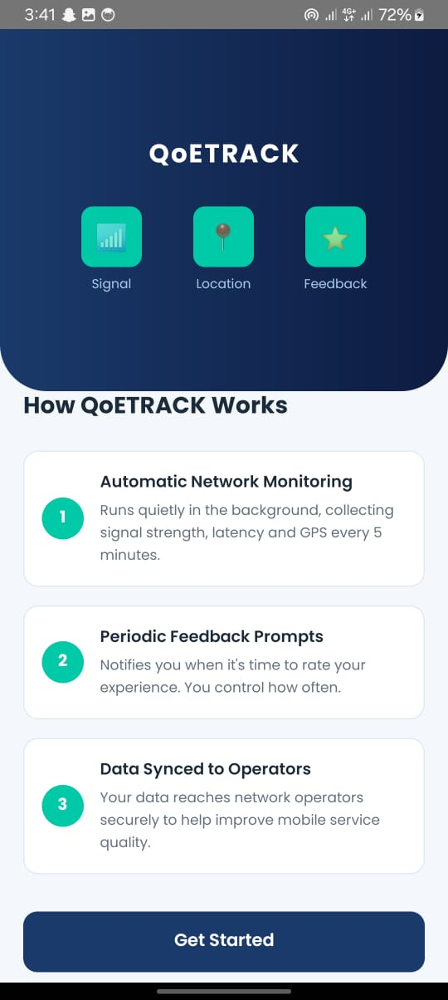 3:41
4G+
72%
QoETRACK
Signal
Location
Feedback
How QoETRACK Works
1
Automatic Network Monitoring
Runs quietly in the background, collecting
signal strength, latency and GPS every 5
minutes.
2
Periodic Feedback Prompts
Notifies you when it's time to rate your
experience. You control how often.
3
Data Synced to Operators
Your data reaches network operators
securely to help improve mobile service
quality.
Get Started